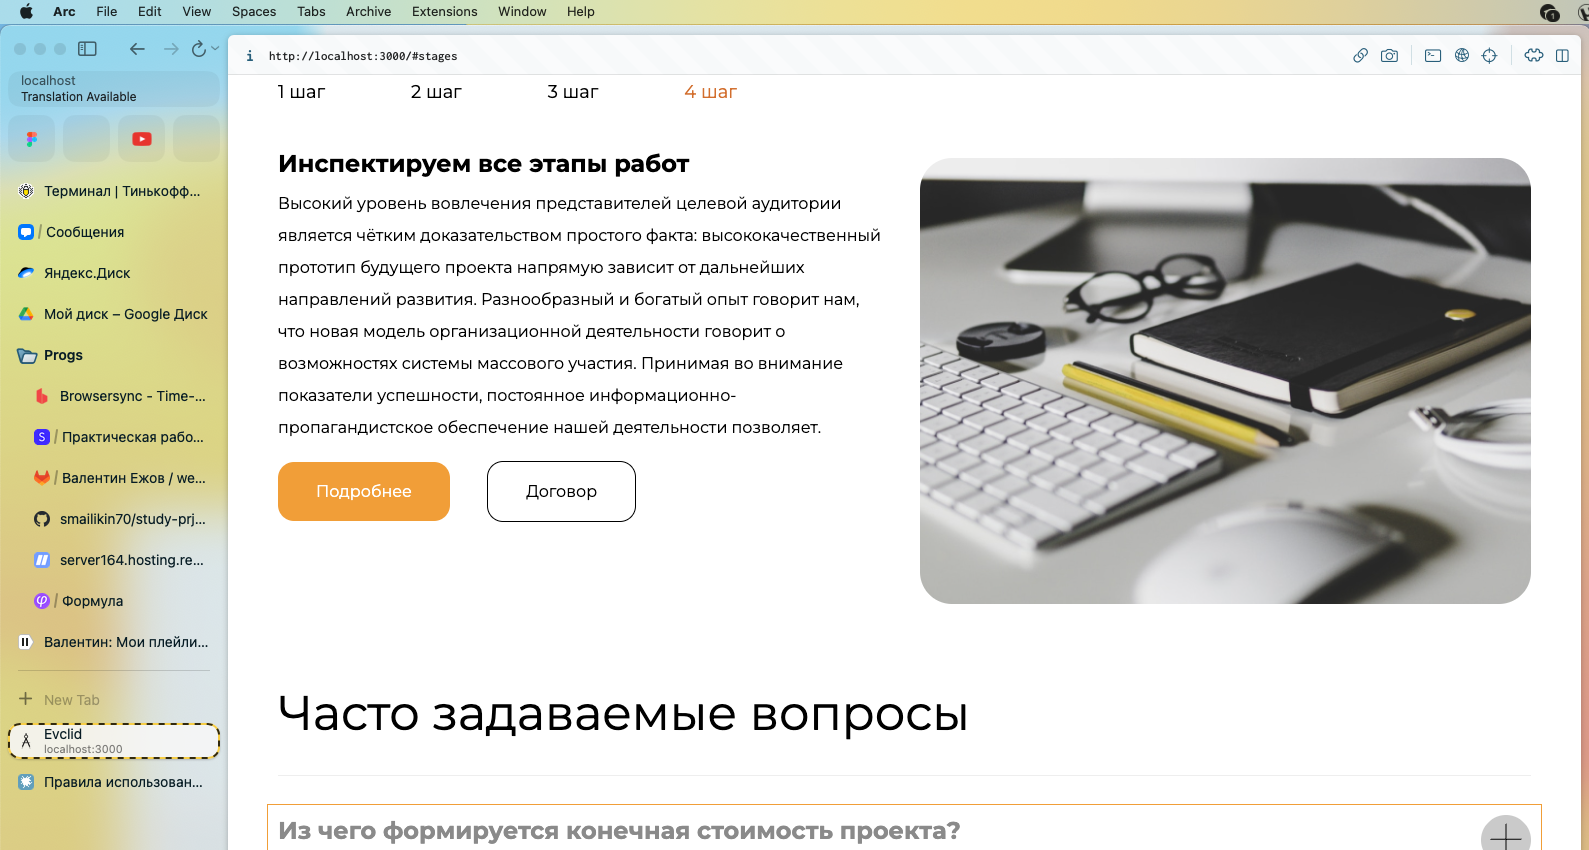 Arc File Edit View Spaces Tabs Archive Extensions Window Help
1
localhost
Translation Available
http://localhost:3000/#stages
Терминал | Тинькофф...
/ Сообщения
Яндекс.Диск
Мой диск – Google Диск
Progs
Browsersync - Time-...
S / Практическая рабо...
/ Валентин Ежов / we...
smailikin70/study-prj...
server164.hosting.re...
/ Формула
Валентин: Мои плейли...
New Tab
Evclid
localhost:3000
Правила использован...
1 шаг 2 шаг 3 шаг 4 шаг
Инспектируем все этапы работ
Высокий уровень вовлечения представителей целевой аудитории
является чётким доказательством простого факта: высококачественный
прототип будущего проекта напрямую зависит от дальнейших
направлений развития. Разнообразный и богатый опыт говорит нам,
что новая модель организационной деятельности говорит о
возможностях системы массового участия. Принимая во внимание
показатели успешности, постоянное информационно-
пропагандистское обеспечение нашей деятельности позволяет.
Подробнее Договор
Часто задаваемые вопросы
Из чего формируется конечная стоимость проекта?